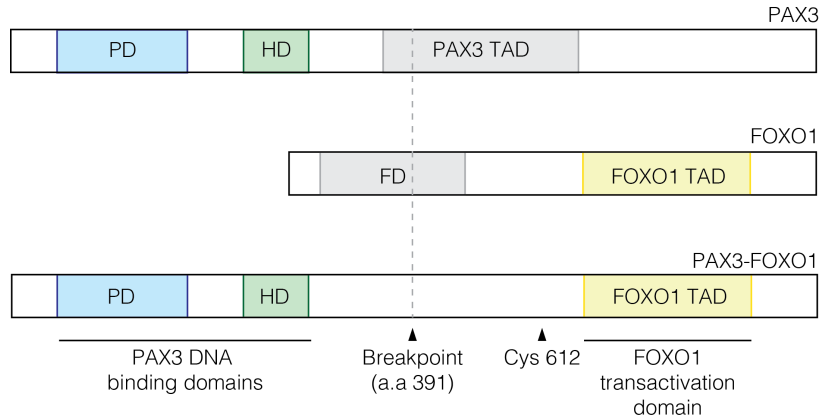 PAX3
PD
HD
PAX3 TAD
FOXO1
FD
FOXO1 TAD
PAX3-FOXO1
PD
HD
FOXO1 TAD
PAX3 DNA
binding domains
Breakpoint
(a.a 391)
Cys 612
FOXO1
transactivation
domain